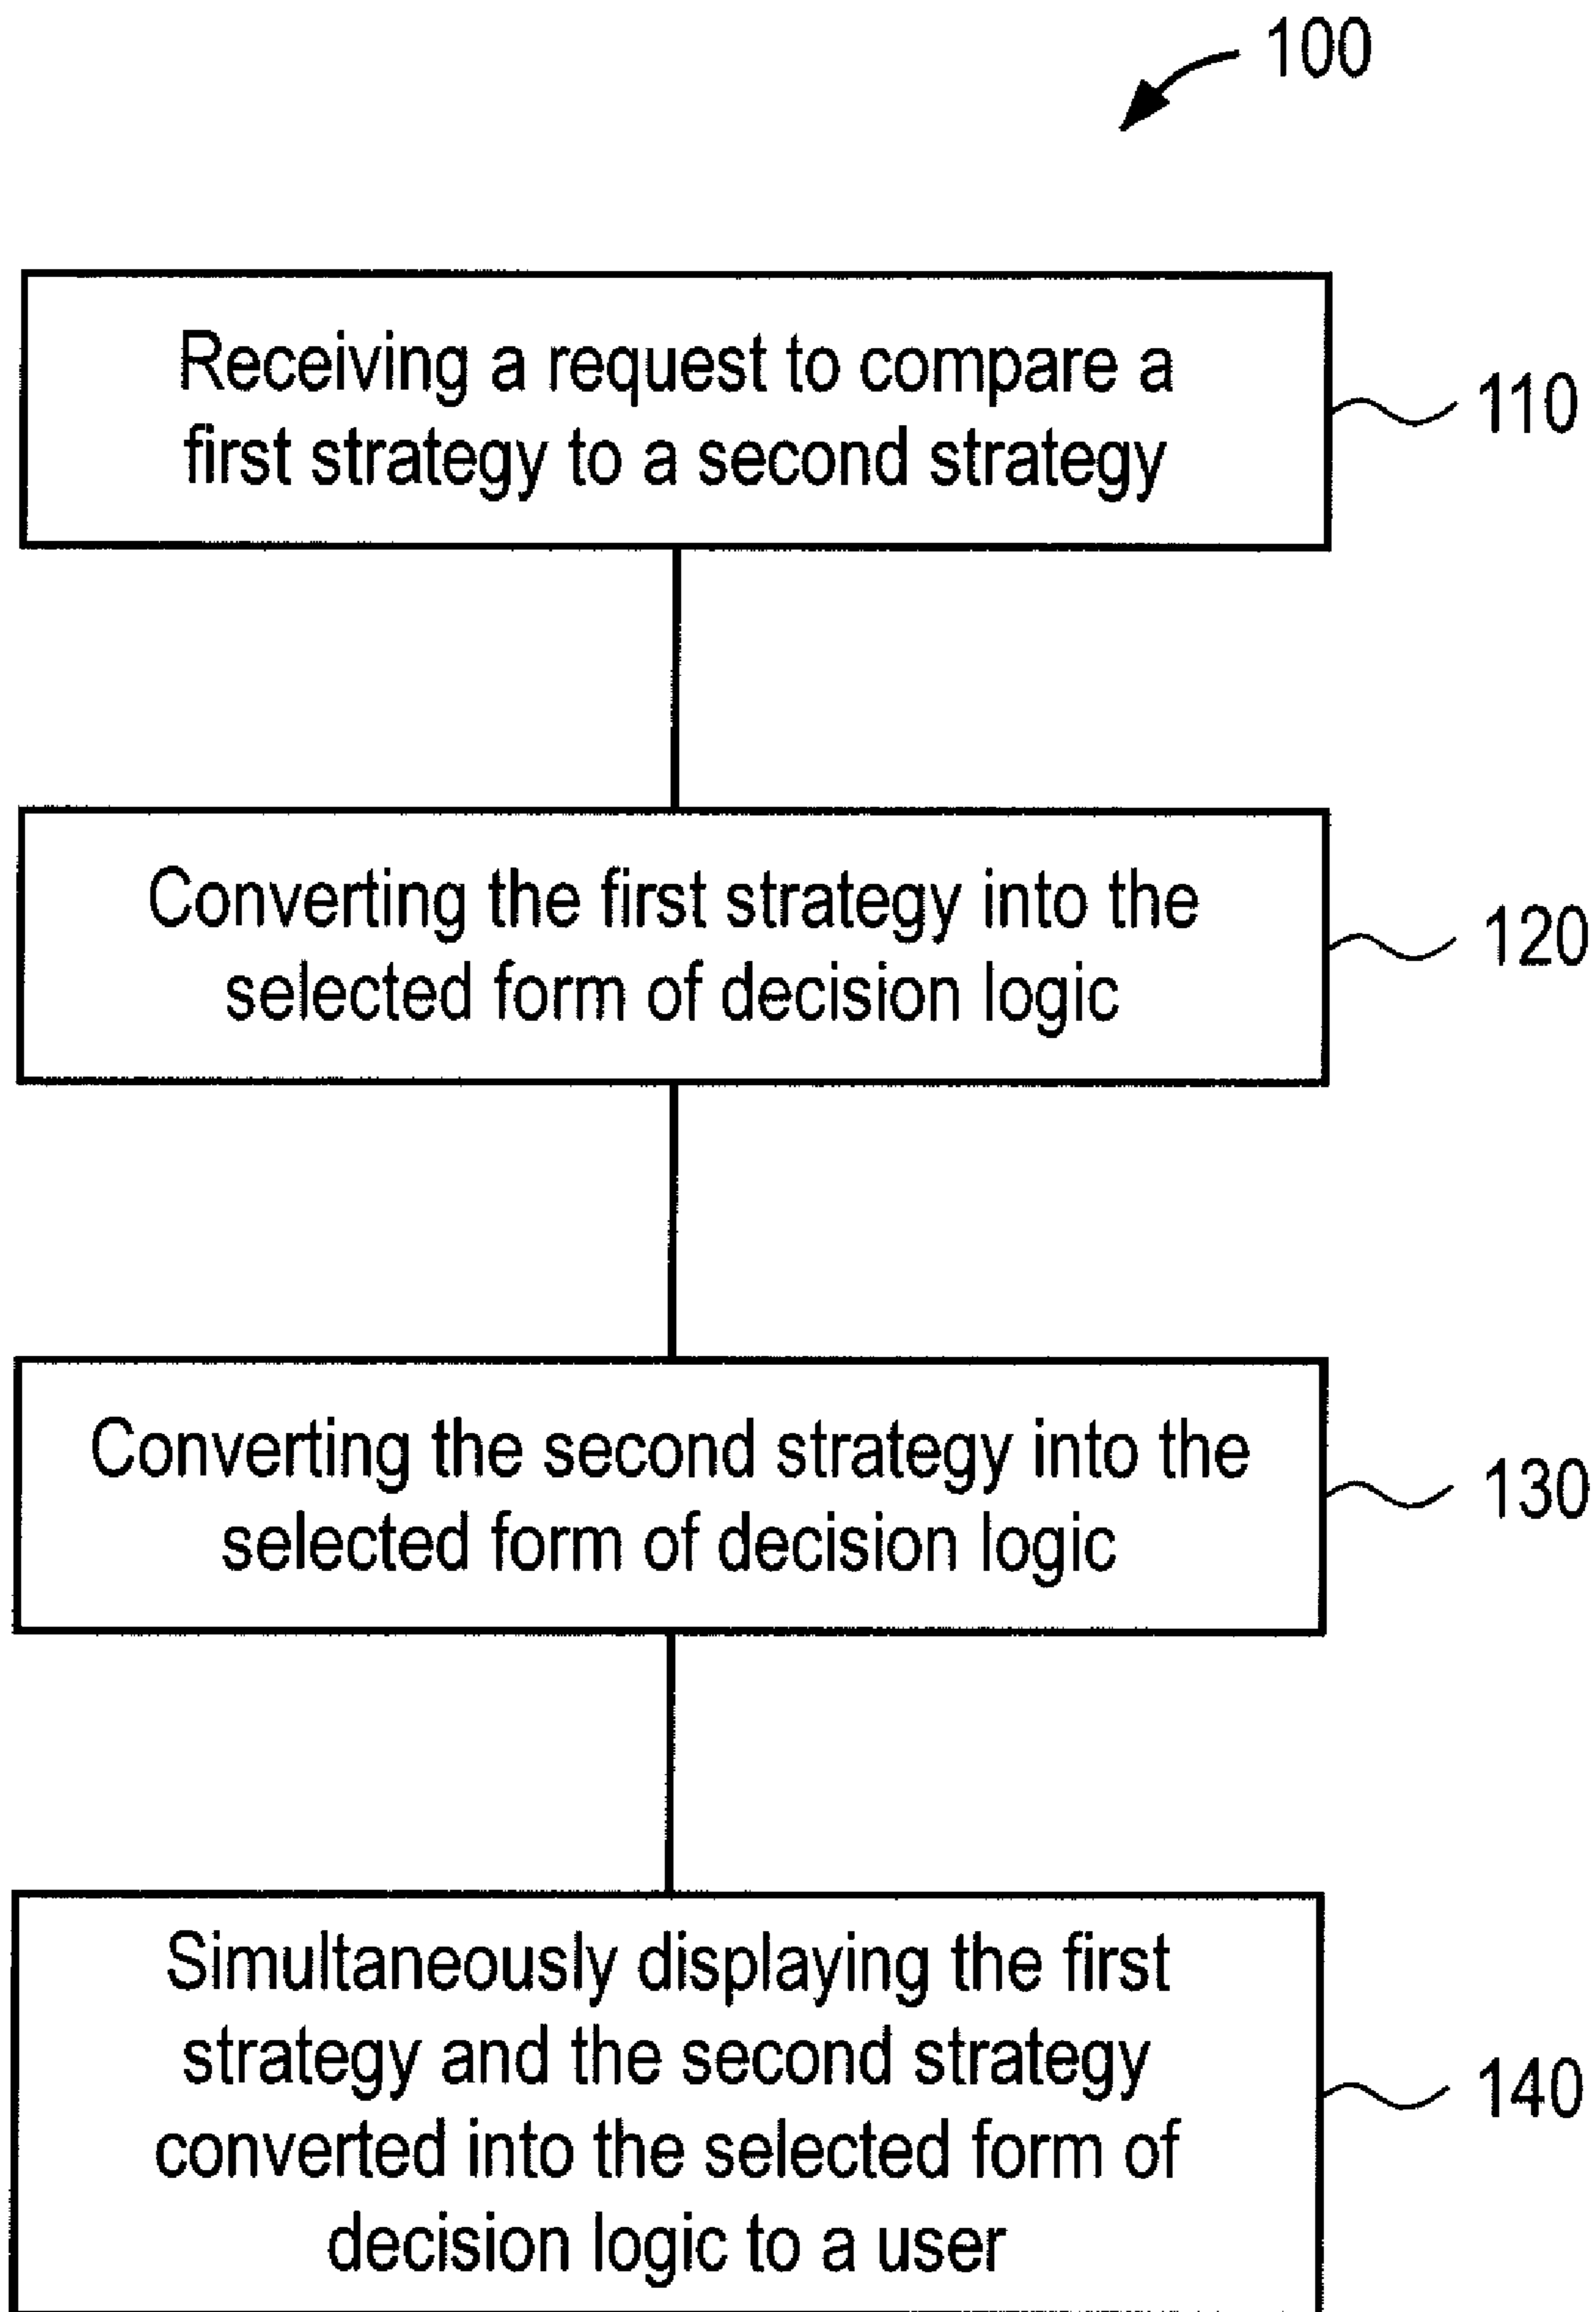 100
Receiving a request to compare a
first strategy to a second strategy
110
Converting the first strategy into the
selected form of decision logic
120
Converting the second strategy into the
selected form of decision logic
130
Simultaneously displaying the first
strategy and the second strategy
converted into the selected form of
decision logic to a user
140